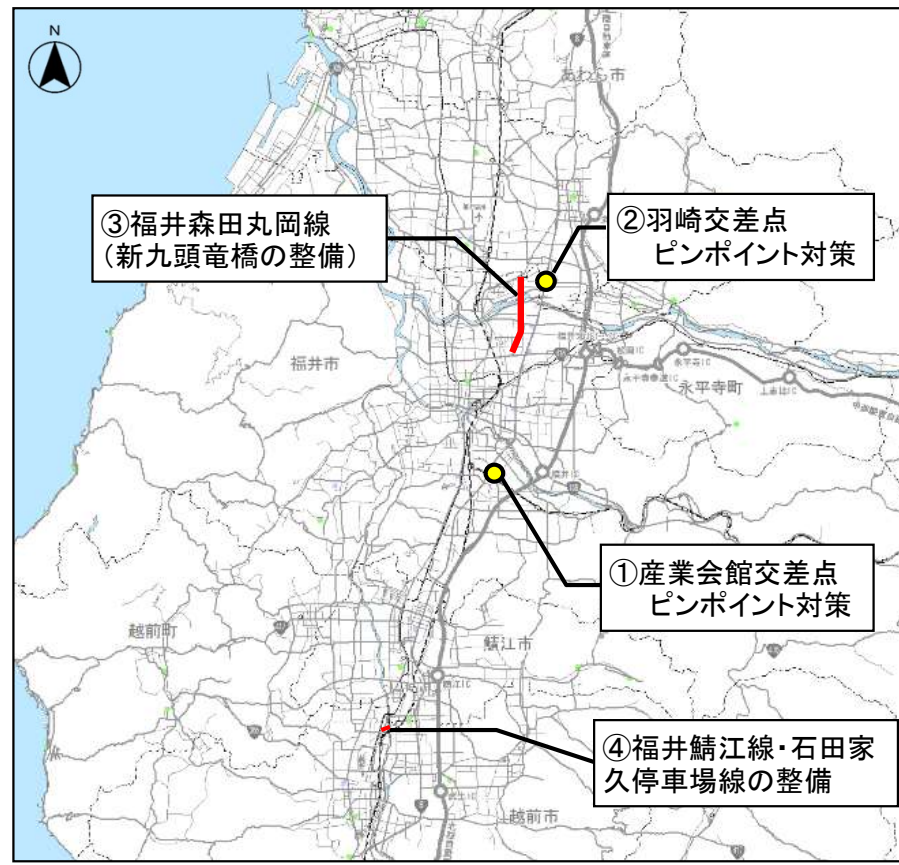 N
あわら市
③福井森田丸岡線
（新九頭竜橋の整備）
②羽崎交差点
ピンポイント対策
福井市
永平寺町
①産業会館交差点
ピンポイント対策
越前町
鯖江市
④福井鯖江線・石田家
久停車場線の整備
越前市